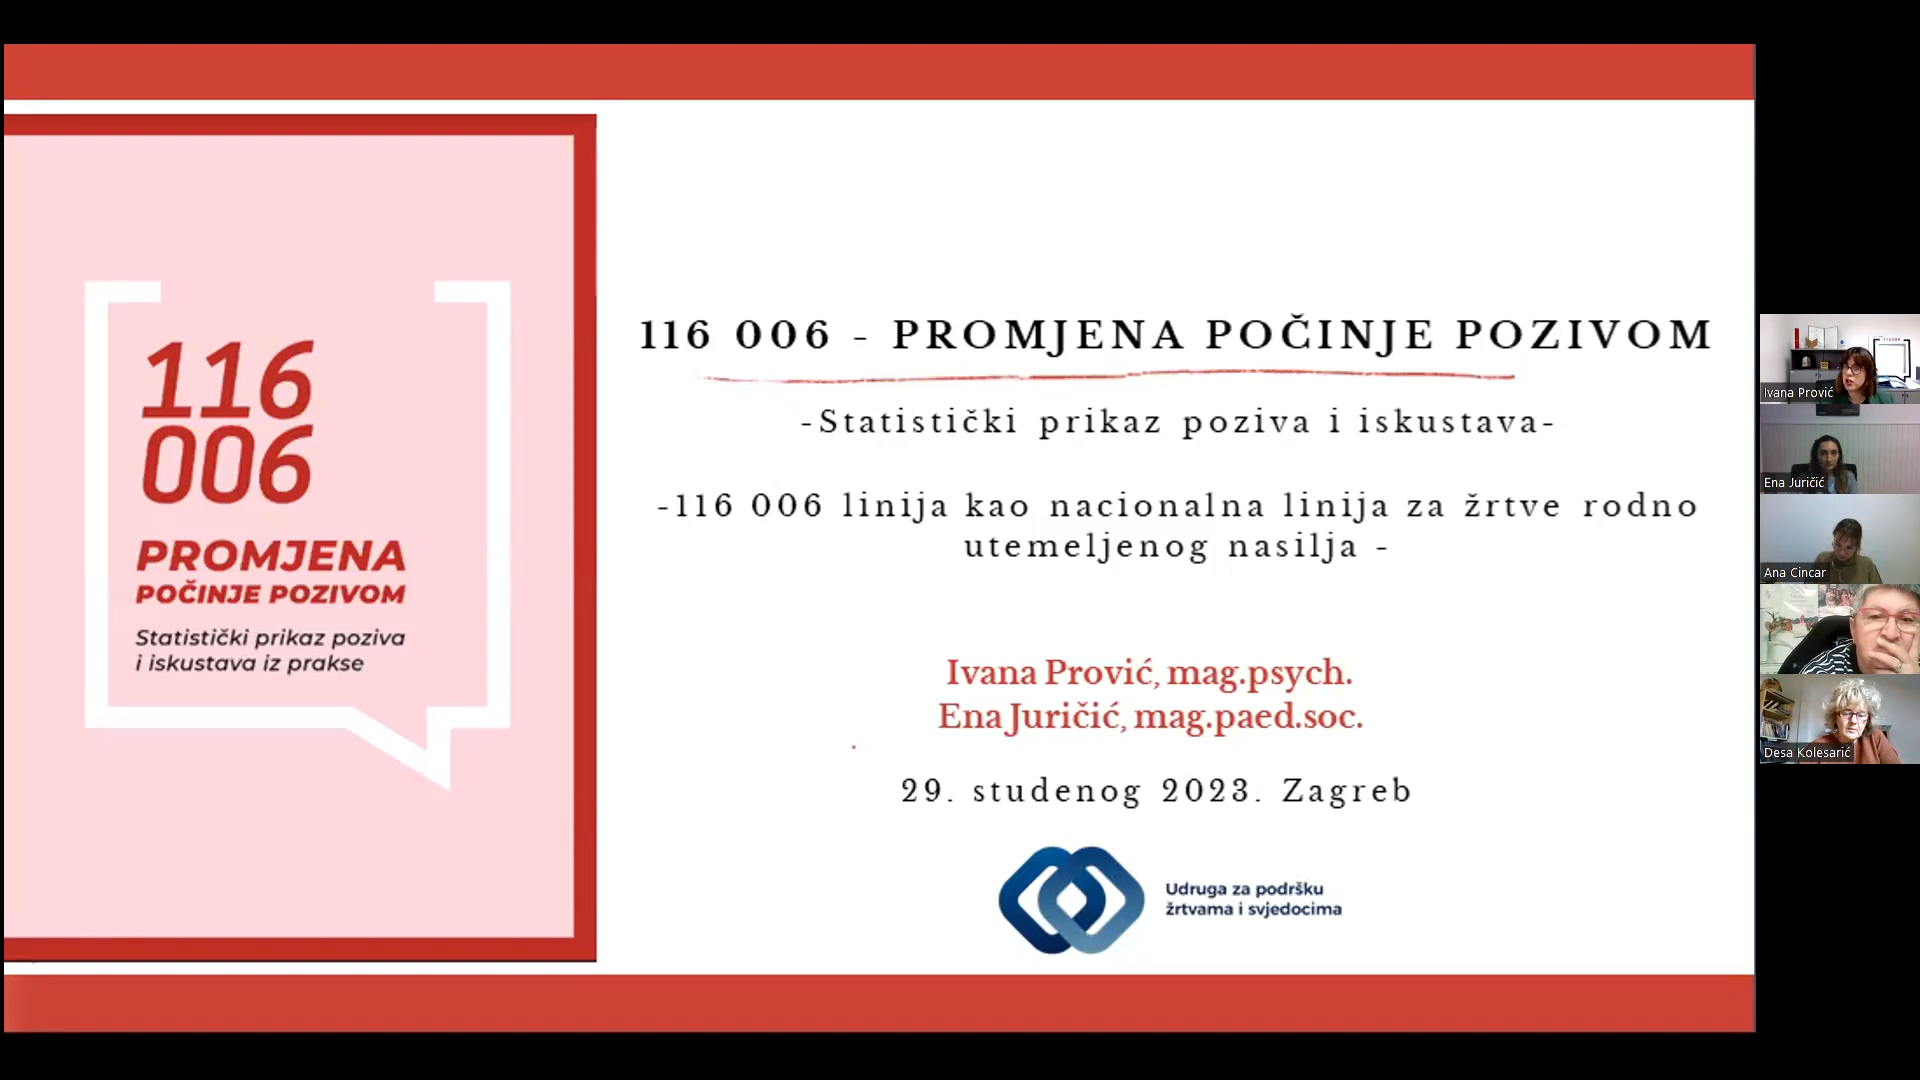 116
006
PROMJENA
POČINJE POZIVOM
Statistički prikaz poziva
i iskustava iz prakse
116 006 - PROMJENA POČINJE POZIVOM
-Statistički prikaz poziva i iskustava-
-116 006 linija kao nacionalna linija za žrtve rodno
utemeljenog nasilja -
Ivana Prović, mag.psych.
Ena Juričić, mag.paed.soc.
29. studenog 2023. Zagreb
Udruga za podršku
žrtvama i svjedocima
Ivana Prović
Ena Juričić
Ana Cincar
Desa Kolesarić